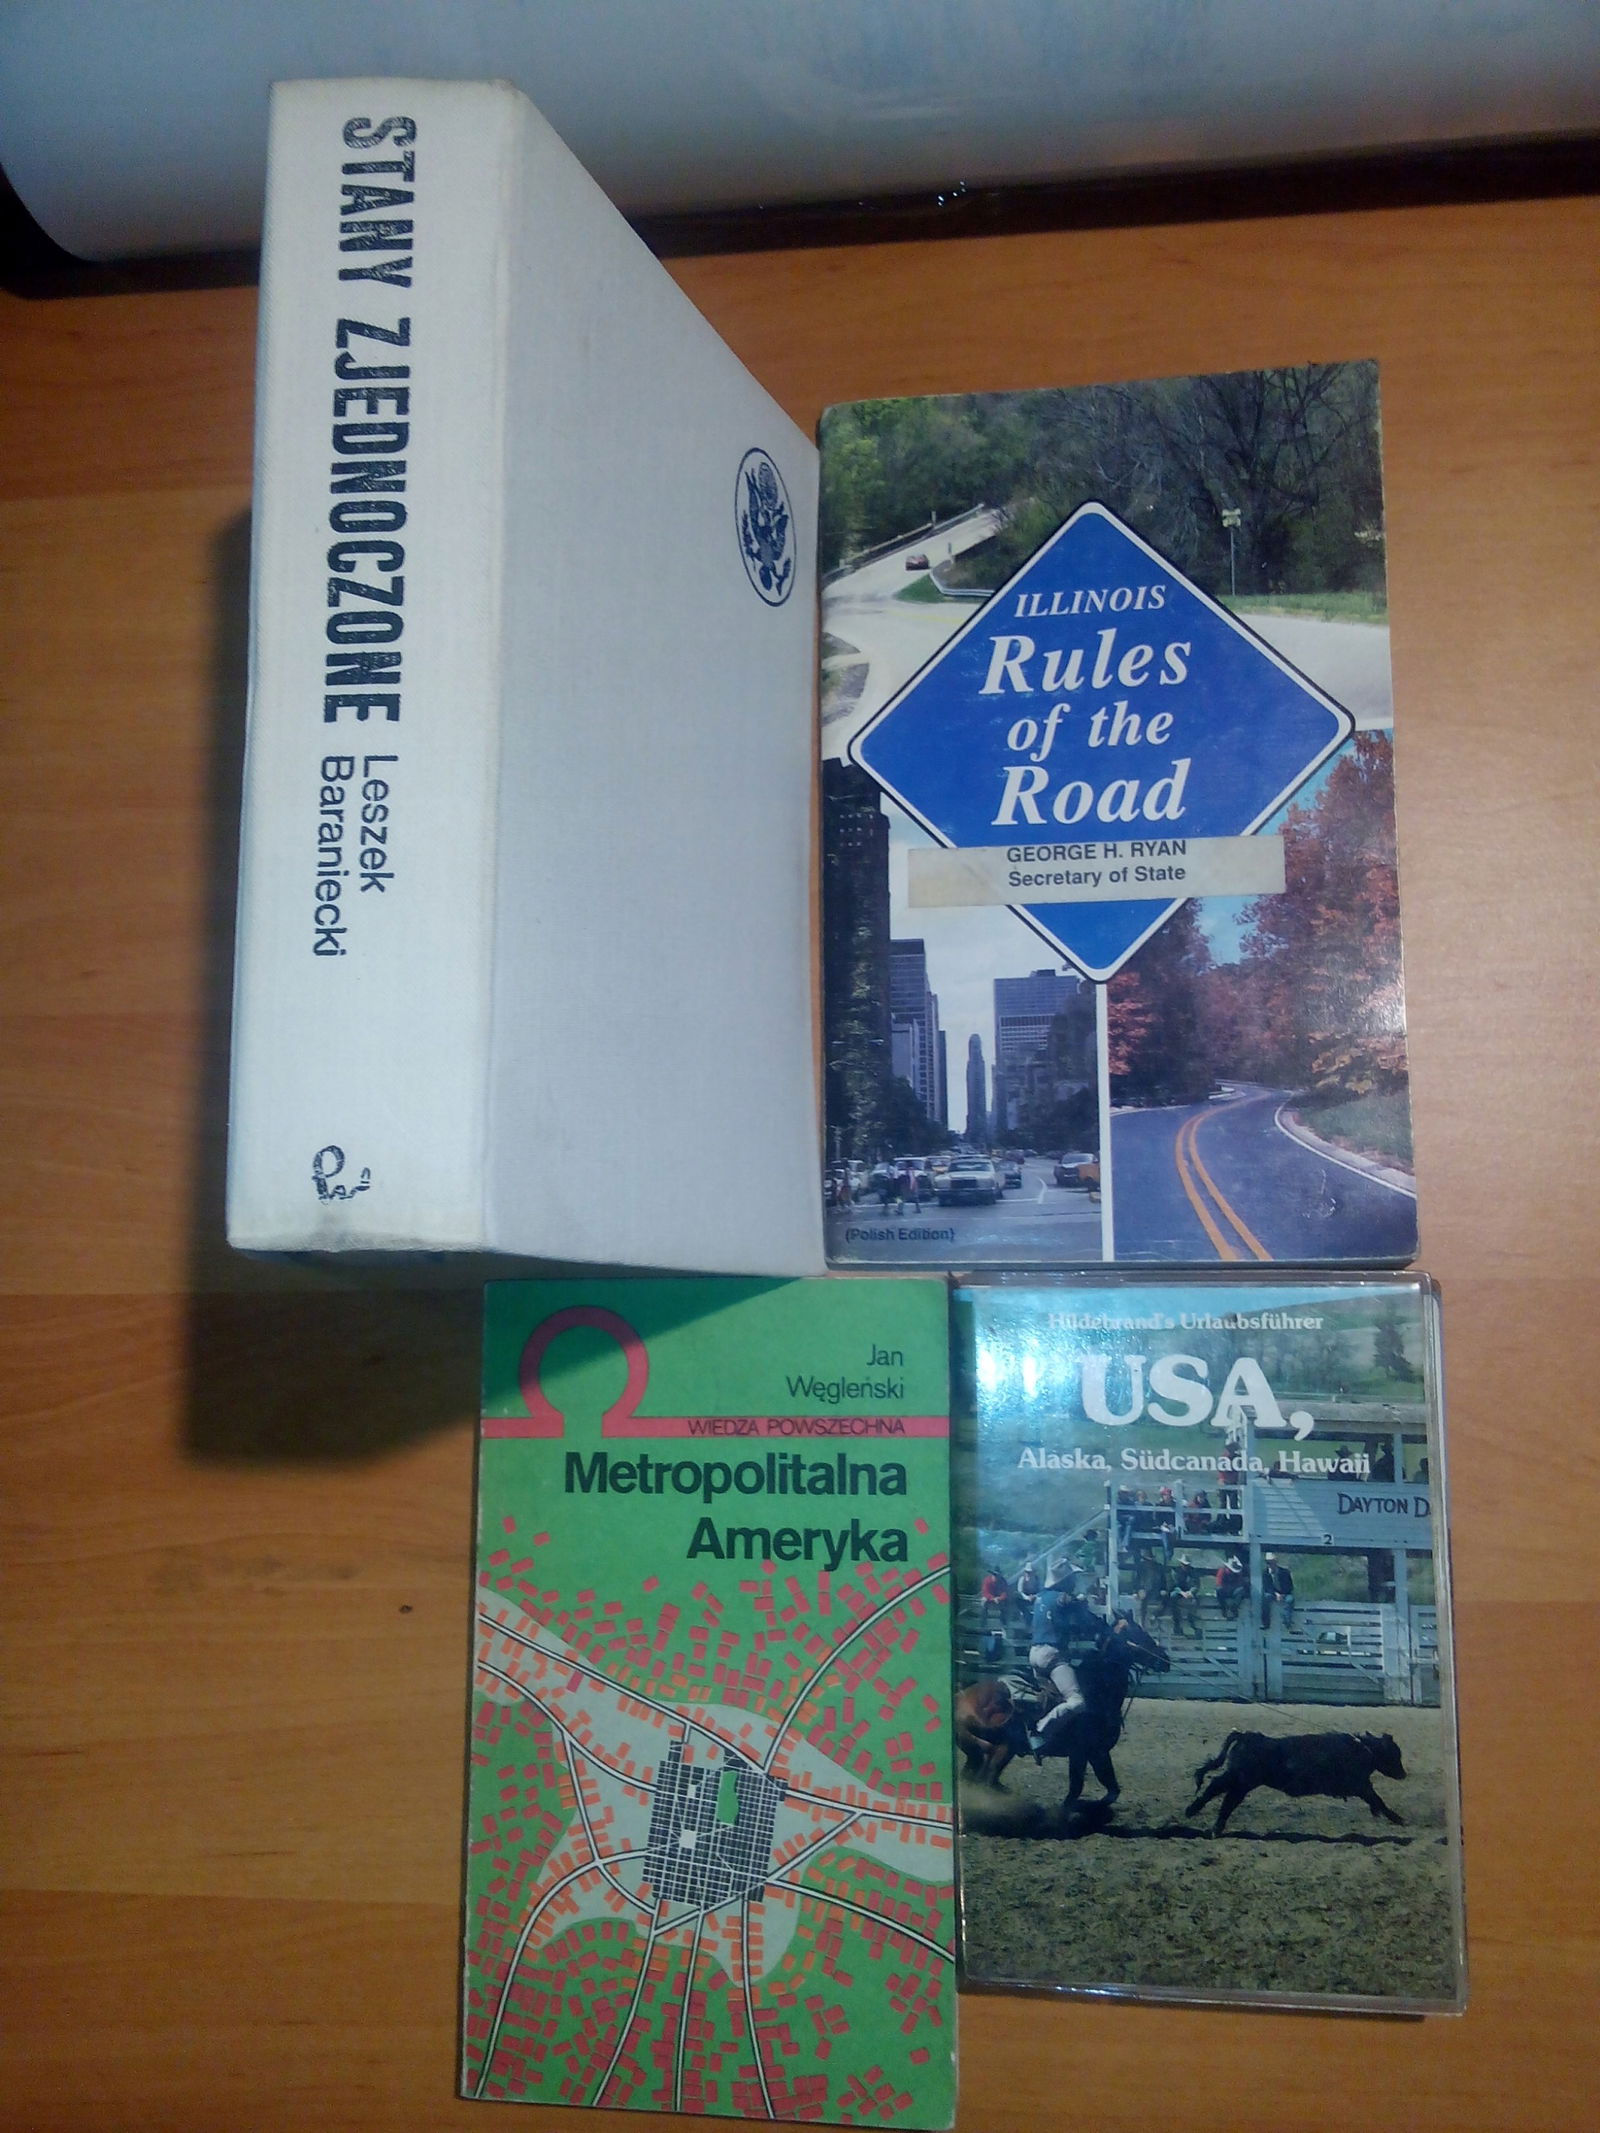 STANY ZJEDNOCZONE
Leszek
Baraniecki
ILLINOIS
Rules
of the
Road
GEORGE H. RYAN
Secretary of State
(Polish Edition)
Jan
Węgleński
WIEDZA POWSZECHNA
Metropolitalna
Ameryka
Hildebrand's Urlaubsführer
USA,
Alaska, Südcanada, Hawaii
DAYTON D
2